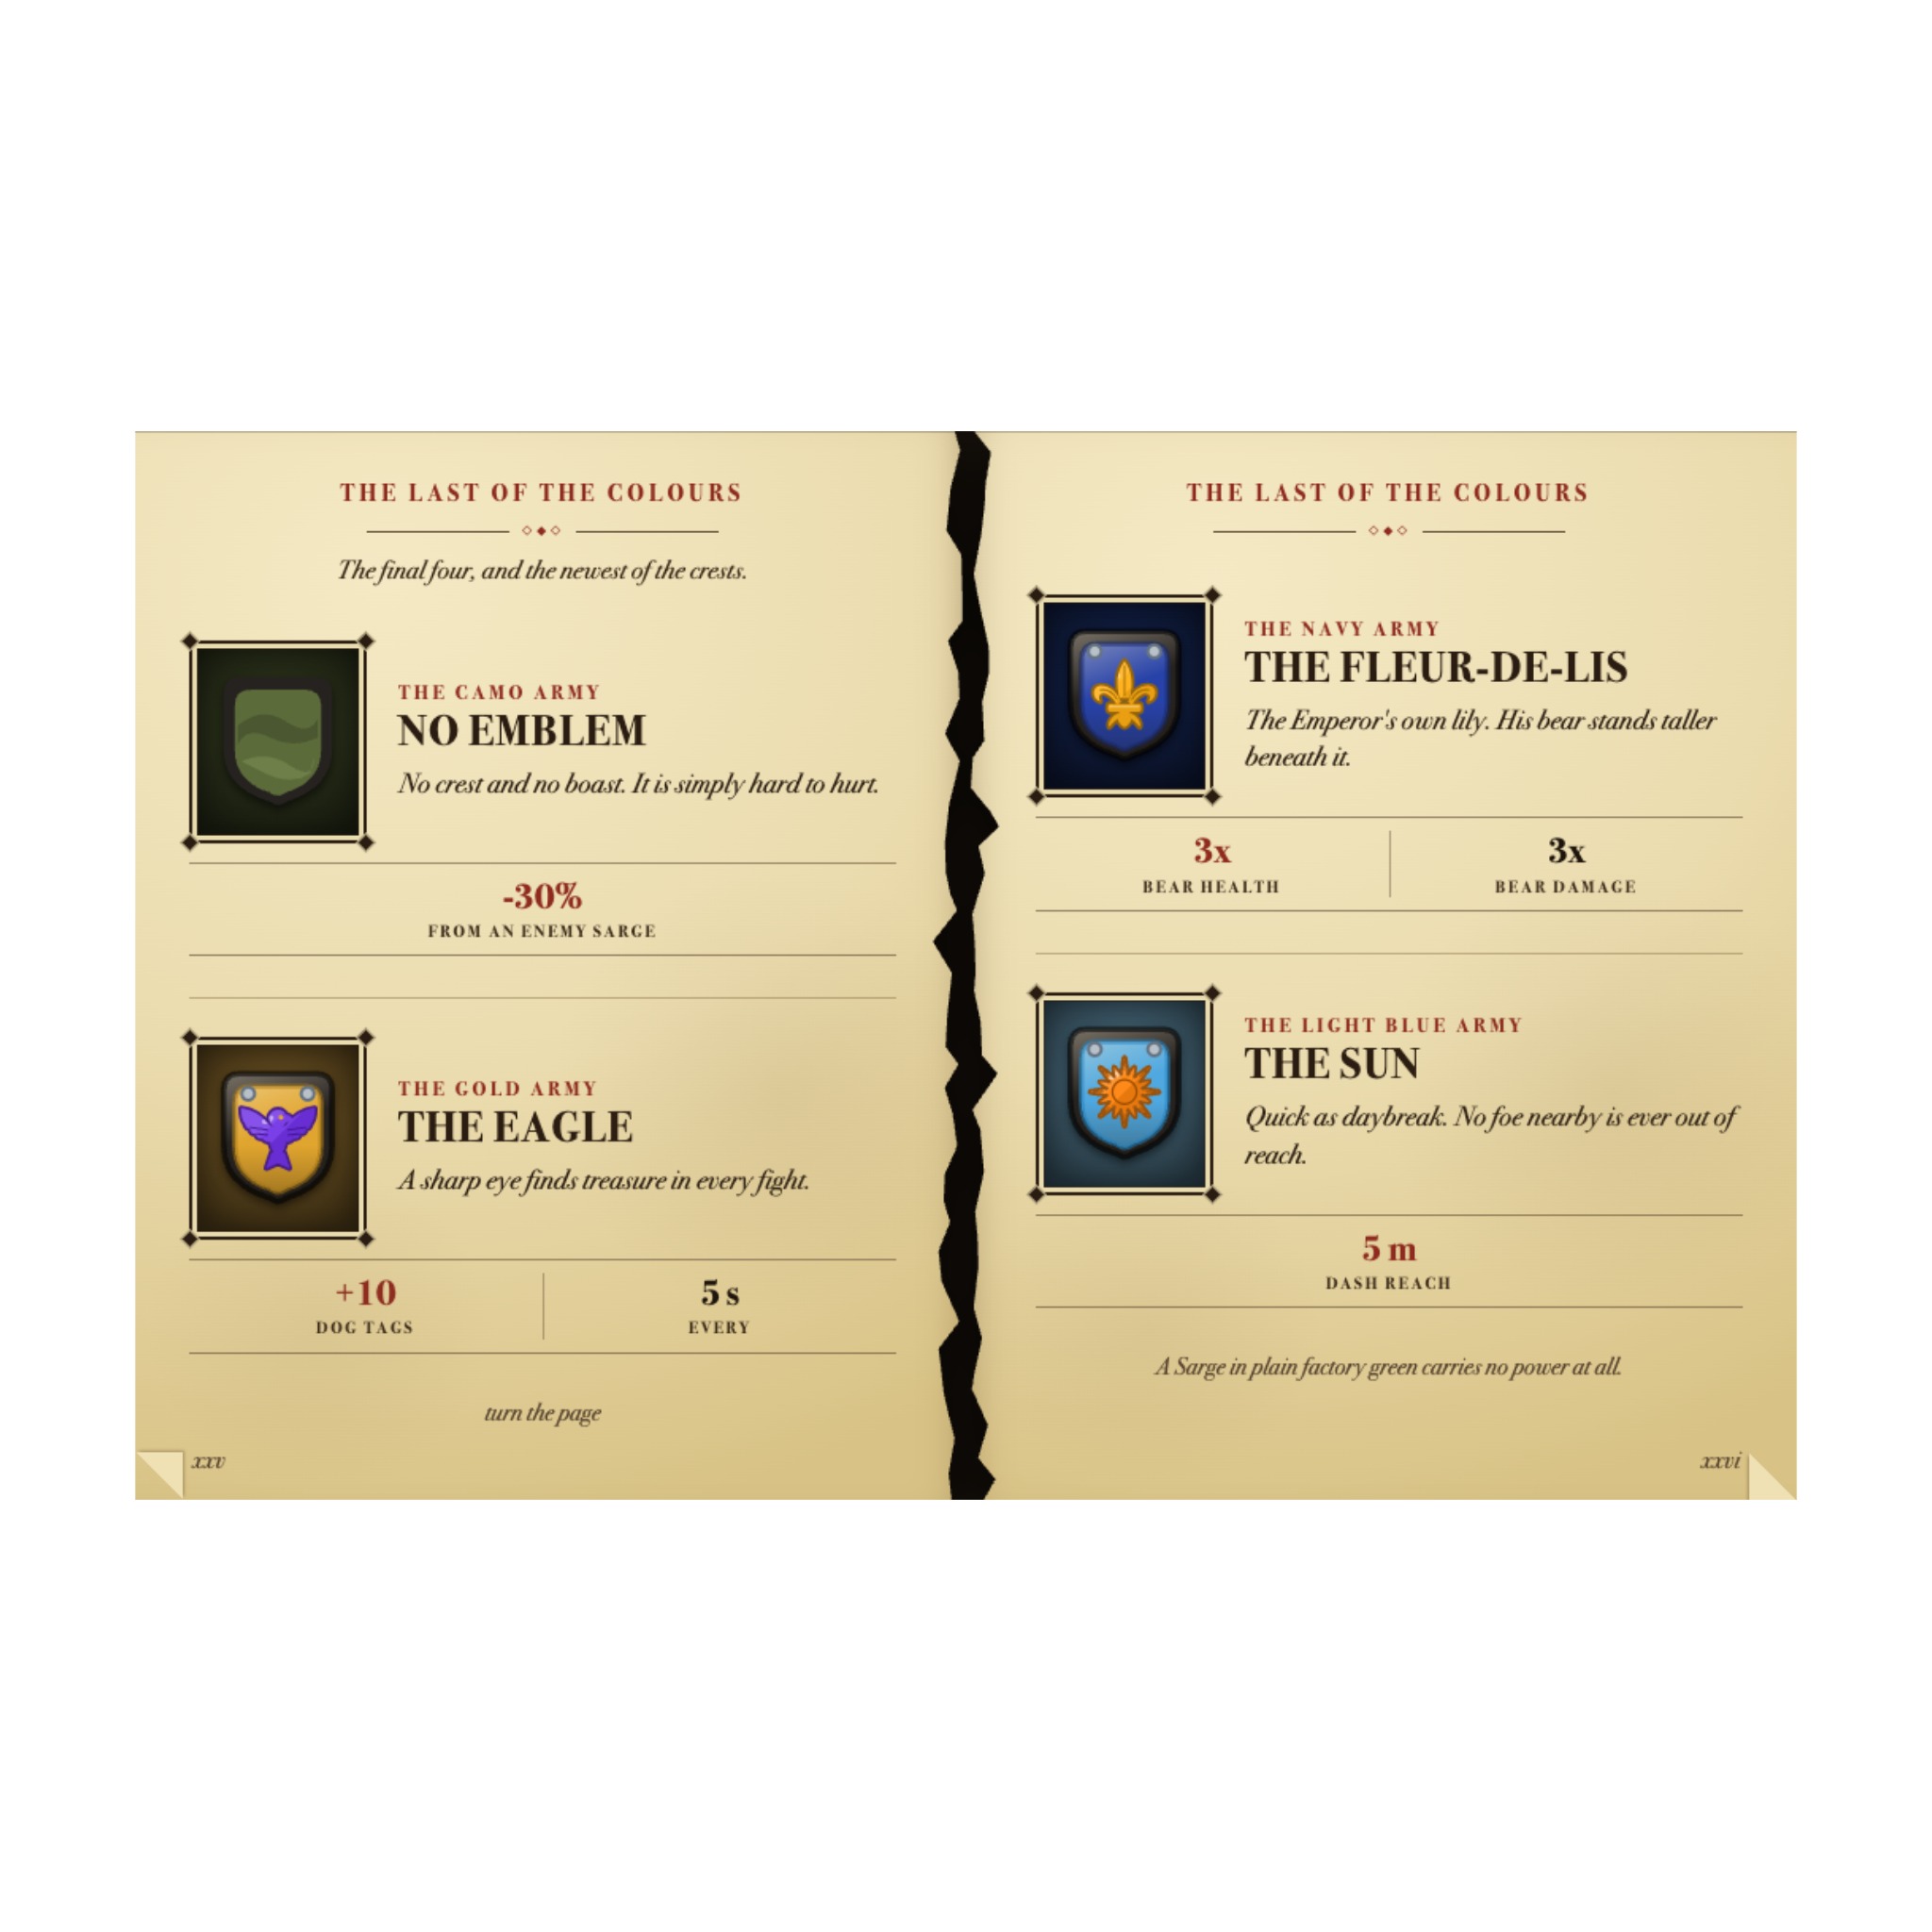 THE LAST OF THE COLOURS
The final four, and the newest of the crests.
THE CAMO ARMY
NO EMBLEM
No crest and no boast. It is simply hard to hurt.
-30%
FROM AN ENEMY SARGE
THE GOLD ARMY
THE EAGLE
A sharp eye finds treasure in every fight.
+10
DOG TAGS
5 s
EVERY
turn the page
xxv
THE LAST OF THE COLOURS
THE NAVY ARMY
THE FLEUR-DE-LIS
The Emperor's own lily. His bear stands taller
beneath it.
3x
BEAR HEALTH
3x
BEAR DAMAGE
THE LIGHT BLUE ARMY
THE SUN
Quick as daybreak. No foe nearby is ever out of
reach.
5 m
DASH REACH
A Sarge in plain factory green carries no power at all.
xxvi